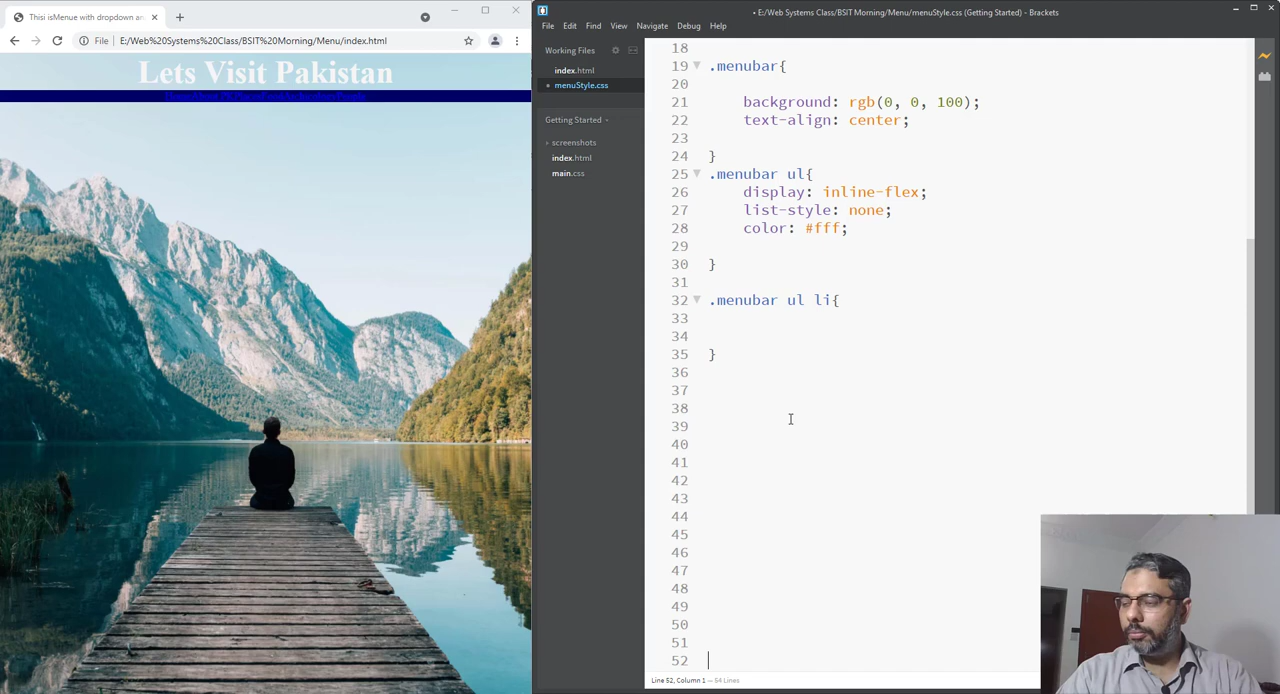 Thisi isMenue with dropdown an
File E:/Web%20Systems%20Class/BSIT%20Morning/Menu/index.html
Lets Visit Pakistan
• E:/Web Systems Class/BSIT Morning/Menu/menuStyle.css (Getting Started) - Brackets
File Edit Find View Navigate Debug Help
Working Files
index.html
• menuStyle.css
Getting Started
screenshots
index.html
main.css
18
19 .menubar{
20
21 background: rgb(0, 0, 100);
22 text-align: center;
23
24 }
25 .menubar ul{
26 display: inline-flex;
27 list-style: none;
28 color: #fff;
29
30 }
31
32 .menubar ul li{
33
34
35 }
36
37
38
39
40
41
42
43
44
45
46
47
48
49
50
51
52
Line 52, Column 1 — 54 Lines